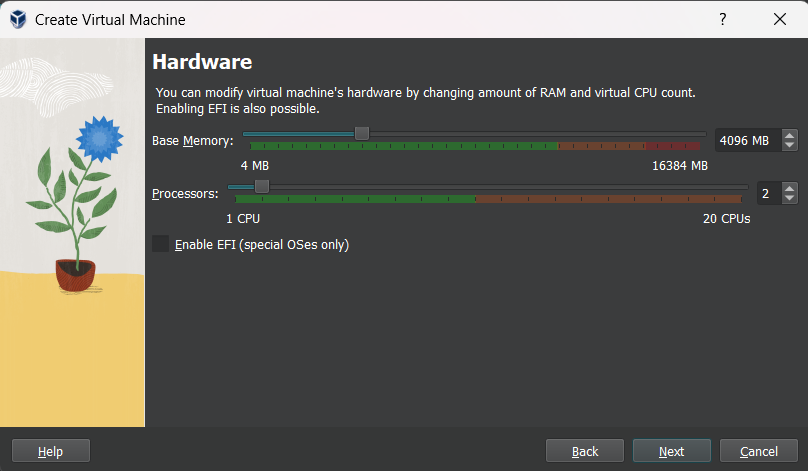 Create Virtual Machine
?
Hardware
You can modify virtual machine's hardware by changing amount of RAM and virtual CPU count.
Enabling EFI is also possible.
Base Memory:
4096 MB
4 MB
16384 MB
Processors:
2
1 CPU
20 CPUs
Enable EFI (special OSes only)
Help
Back
Next
Cancel